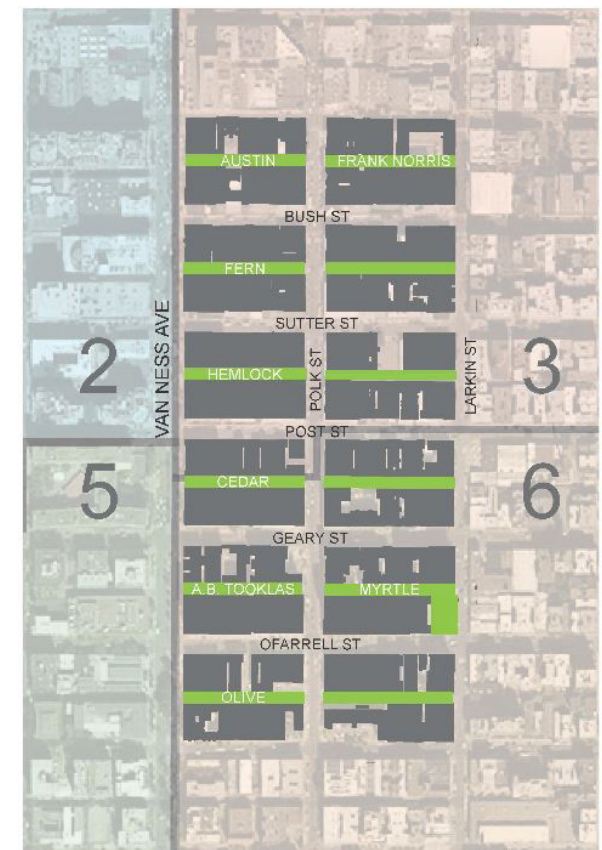 AUSTIN
FRANK NORRIS
BUSH ST
FERN
SUTTER ST
VAN NESS AVE
2
HEMLOCK
POLK ST
LARKIN ST
3
POST ST
5
CEDAR
6
GEARY ST
A.B. TOOKLAS
MYRTLE
OFARRELL ST
OLIVE